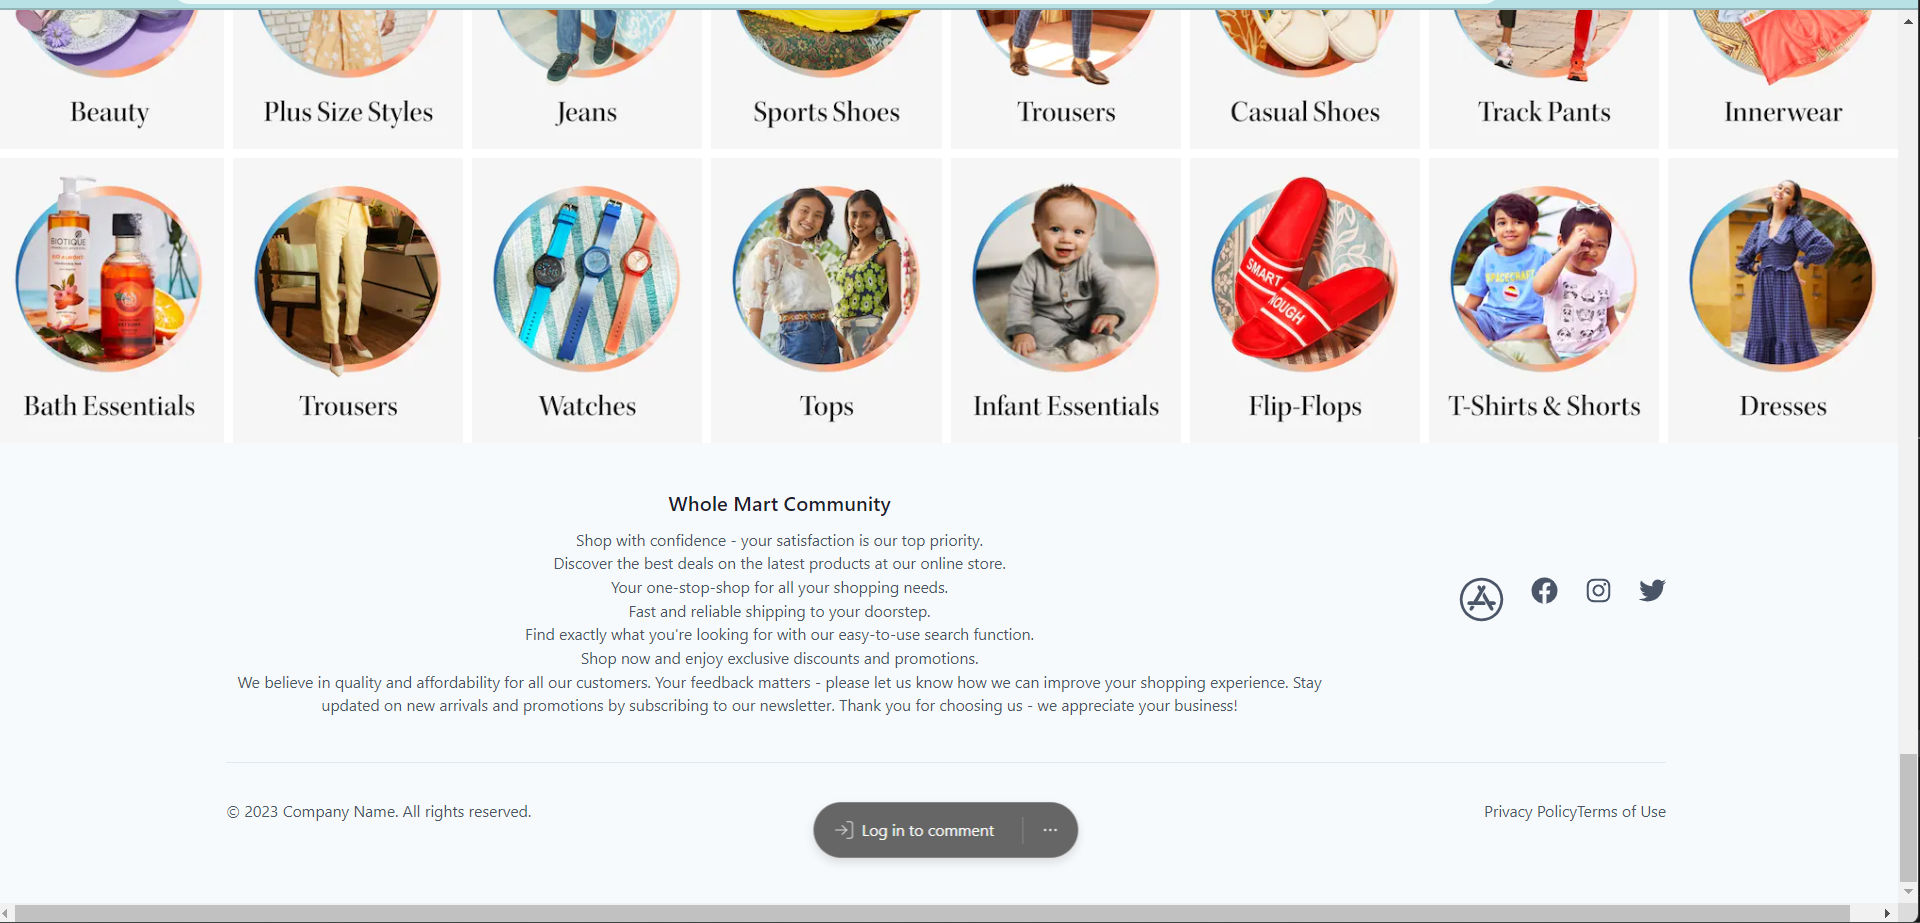 Beauty
Plus Size Styles
Jeans
Sports Shoes
Trousers
Casual Shoes
Track Pants
Innerwear
BIOTIQUE
SMART
NOUGH
SPACECRAFT
Bath Essentials
Trousers
Watches
Tops
Infant Essentials
Flip-Flops
T-Shirts & Shorts
Dresses
Whole Mart Community
Shop with confidence - your satisfaction is our top priority.
Discover the best deals on the latest products at our online store.
Your one-stop-shop for all your shopping needs.
Fast and reliable shipping to your doorstep.
Find exactly what you're looking for with our easy-to-use search function.
Shop now and enjoy exclusive discounts and promotions.
We believe in quality and affordability for all our customers. Your feedback matters - please let us know how we can improve your shopping experience. Stay
updated on new arrivals and promotions by subscribing to our newsletter. Thank you for choosing us - we appreciate your business!
© 2023 Company Name. All rights reserved.
Log in to comment
Privacy PolicyTerms of Use